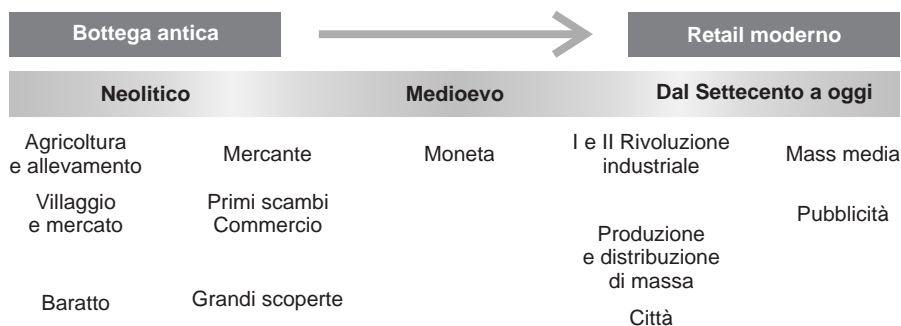 Bottega antica
Retail moderno
Neolitico
Medioevo
Dal Settecento a oggi
Agricoltura
e allevamento
Mercante
Moneta
I e II Rivoluzione
industriale
Mass media
Villaggio
e mercato
Primi scambi
Commercio
Pubblicità
Produzione
e distribuzione
di massa
Baratto
Grandi scoperte
Città